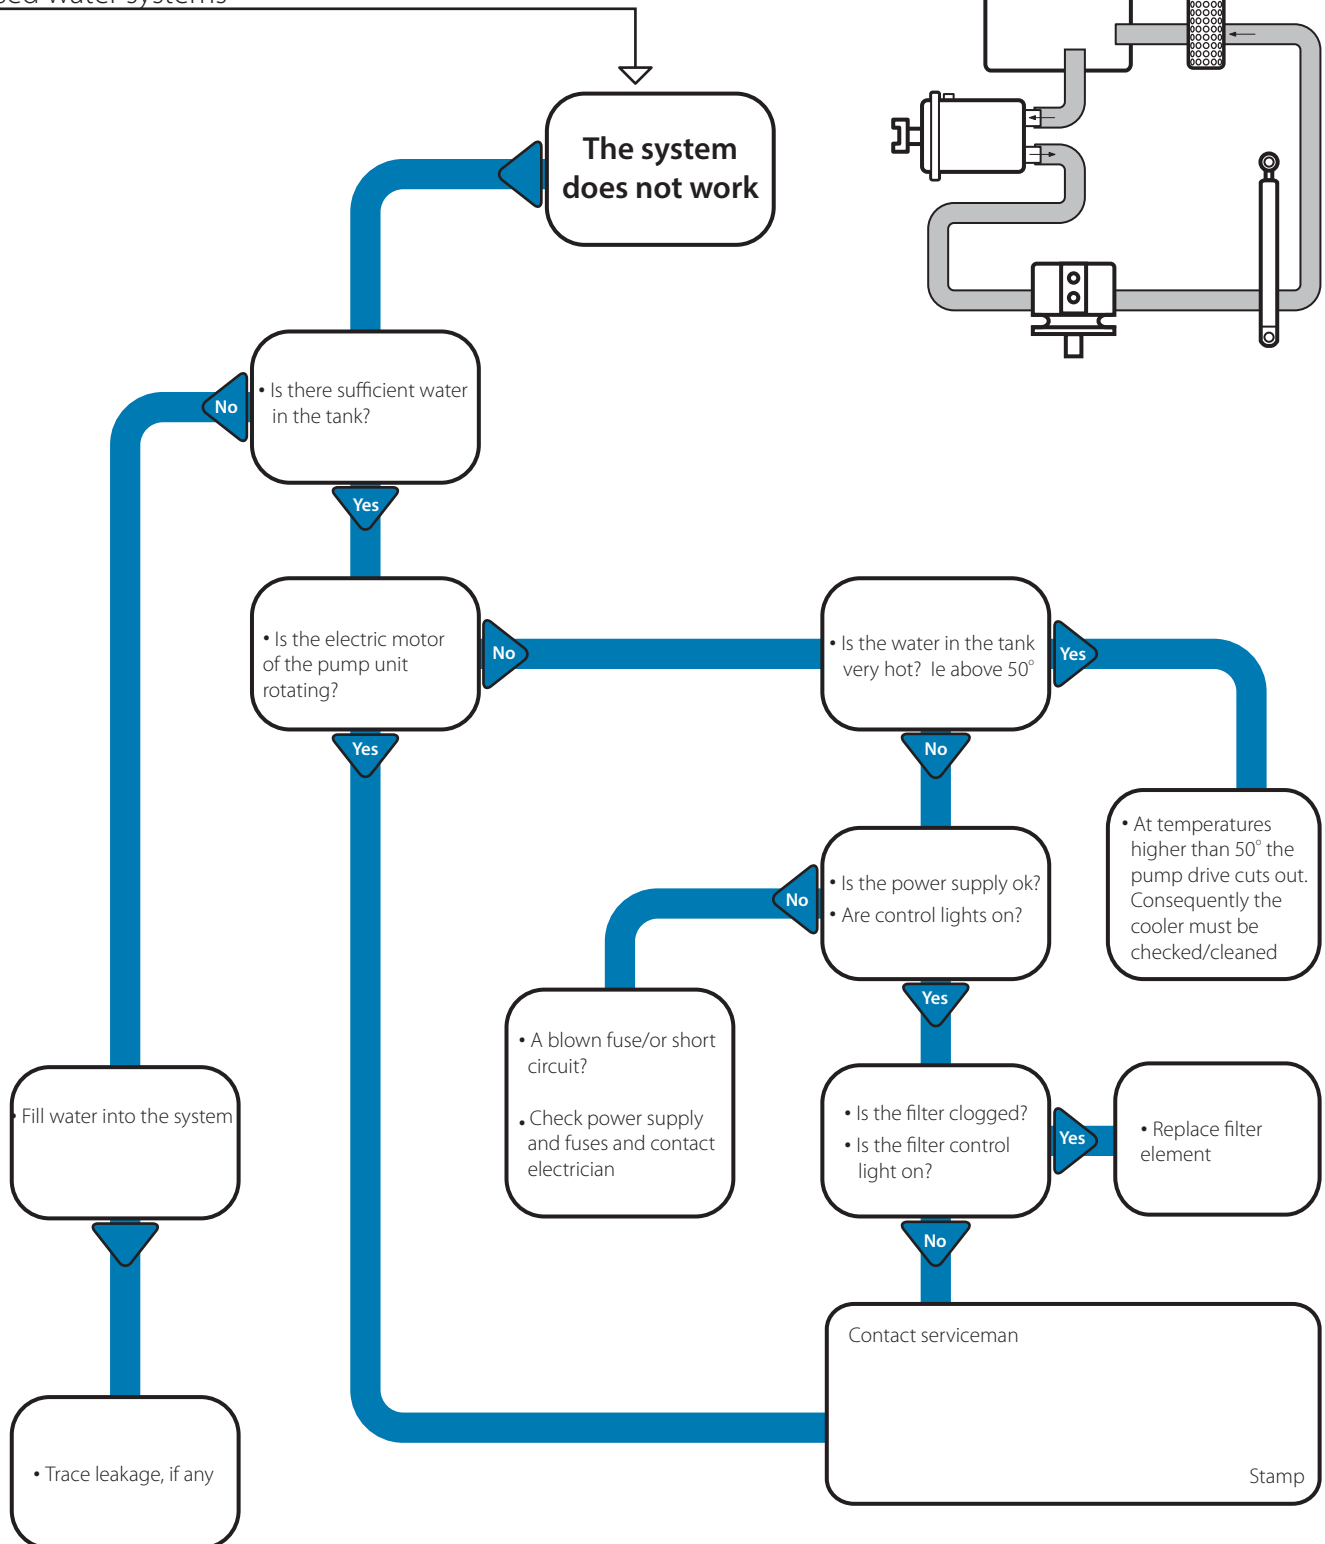 sed water systems
The system
does not work
• Is there sufficient water
in the tank?
No
Yes
• Is the electric motor
of the pump unit
rotating?
No
Yes
• Is the water in the tank
very hot? Ie above 50°
Yes
No
• At temperatures
higher than 50° the
pump drive cuts out.
Consequently the
cooler must be
checked/cleaned
• Is the power supply ok?
• Are control lights on?
No
Yes
• A blown fuse/or short
circuit?
• Check power supply
and fuses and contact
electrician
• Is the filter clogged?
• Is the filter control
light on?
Yes
No
• Replace filter
element
• Fill water into the system
• Trace leakage, if any
Contact serviceman
Stamp